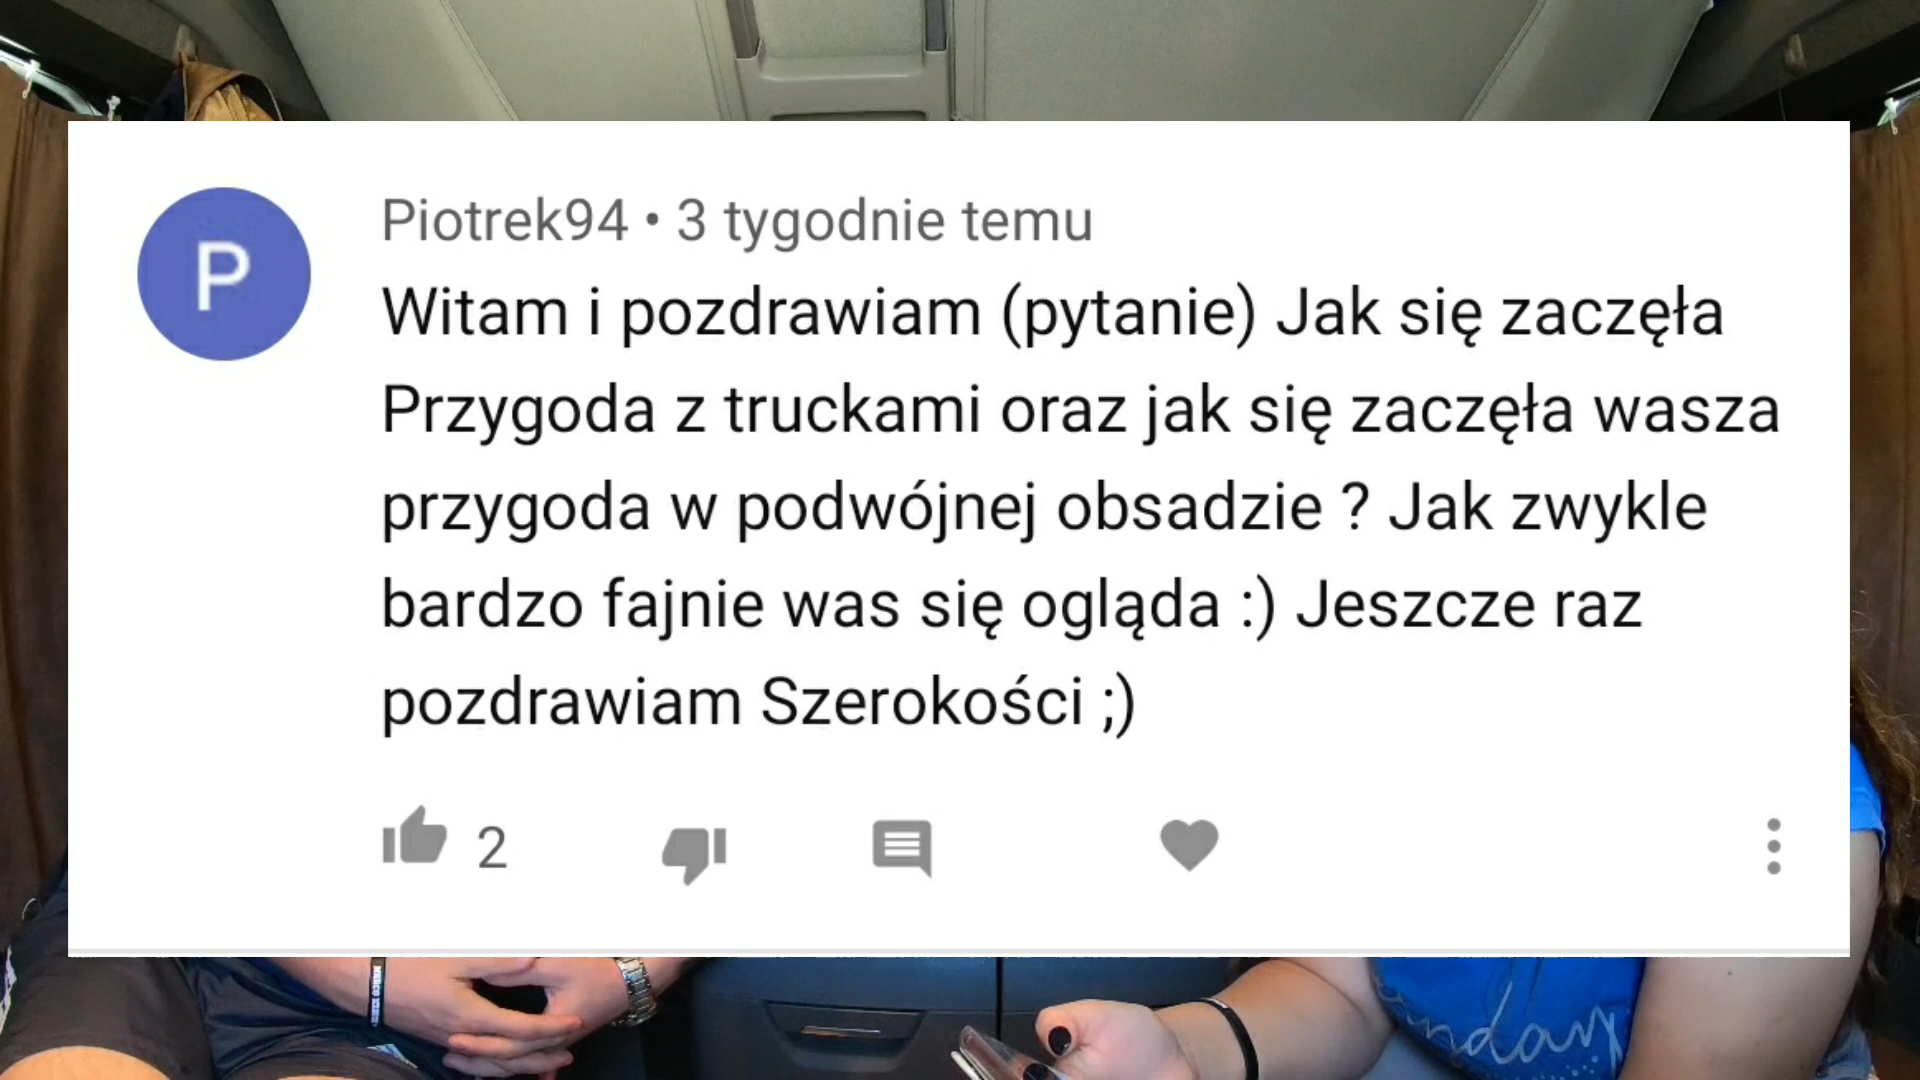 P
Piotrek94 • 3 tygodnie temu
Witam i pozdrawiam (pytanie) Jak się zaczęła
Przygoda z truckami oraz jak się zaczęła wasza
przygoda w podwójnej obsadzie ? Jak zwykle
bardzo fajnie was się ogląda :) Jeszcze raz
pozdrawiam Szerokości ;)
2